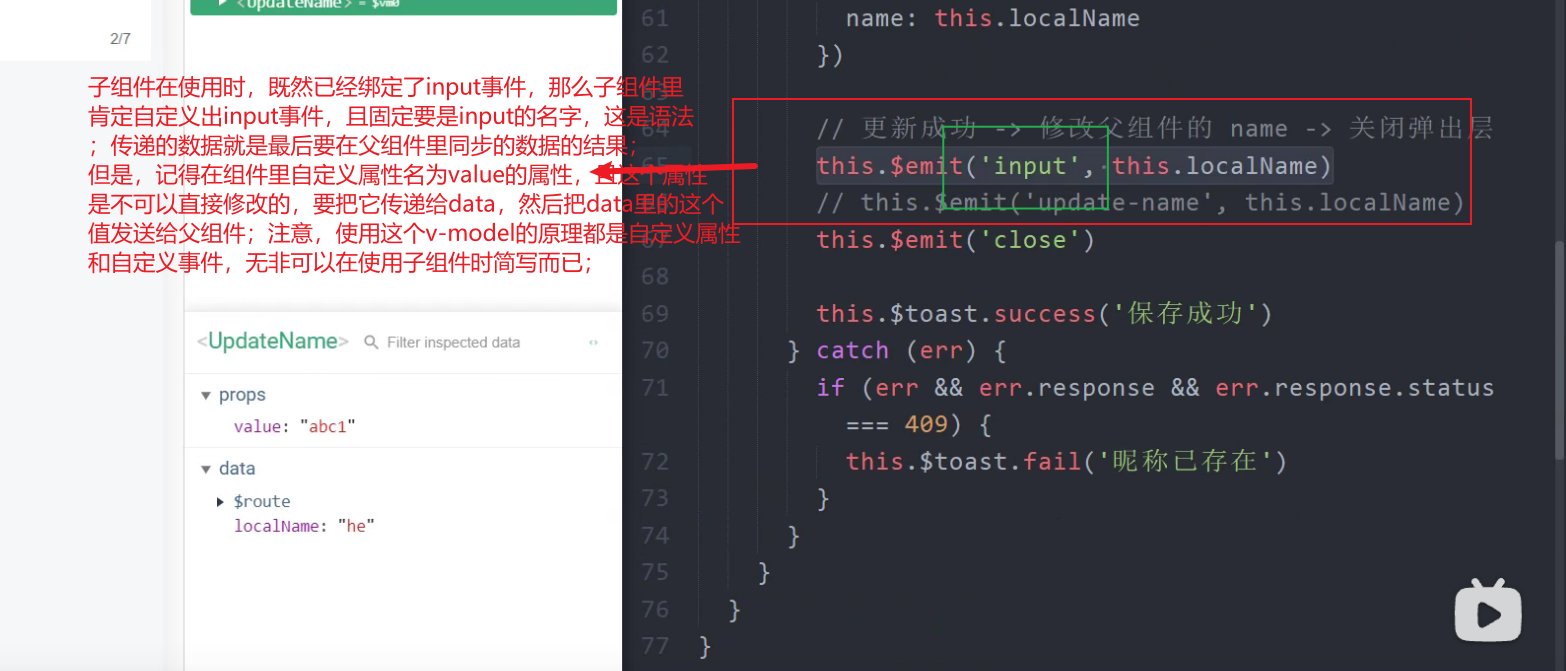 <UpdateName> = $vm0
2/7
子组件在使用时，既然已经绑定了input事件，那么子组件里
肯定自定义出input事件，且固定要是input的名字，这是语法
；传递的数据就是最后要在父组件里同步的数据的结果；
但是，记得在组件里自定义属性名为value的属性，且这个属性
是不可以直接修改的，要把它传递给data，然后把data里的这个
值发送给父组件；注意，使用这个v-model的原理都是自定义属性
和自定义事件，无非可以在使用子组件时简写而已；
<UpdateName> Filter inspected data
props
value: "abc1"
data
$route
localName: "he"
61 name: this.localName
62 })
64 // 更新成功 -> 修改父组件的 name -> 关闭弹出层
65 this.$emit('input', this.localName)
// this.$emit('update-name', this.localName)
67 this.$emit('close')
68
69 this.$toast.success('保存成功')
70 } catch (err) {
71 if (err && err.response && err.response.status
=== 409) {
72 this.$toast.fail('昵称已存在')
73 }
74 }
75 }
76 }
77 }